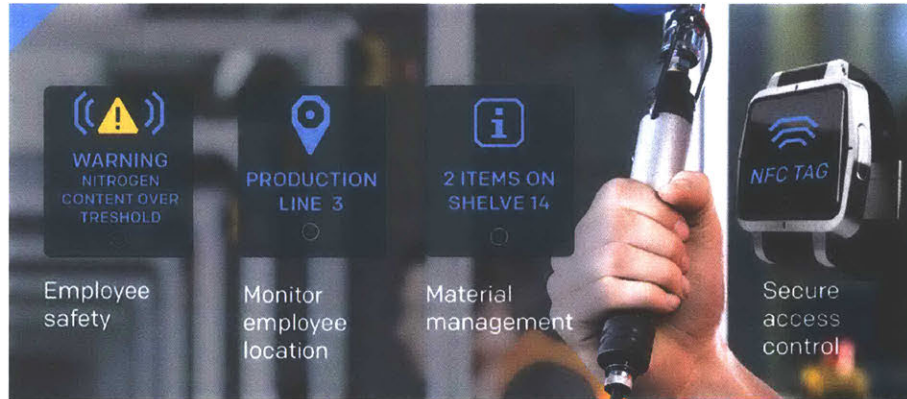 WARNING
NITROGEN
CONTENT OVER
TRESHOLD
Employee
safety
PRODUCTION
LINE 3
Monitor
employee
location
i
2 ITEMS ON
SHELVE 14
Material
management
NFC TAG
Secure
access
control